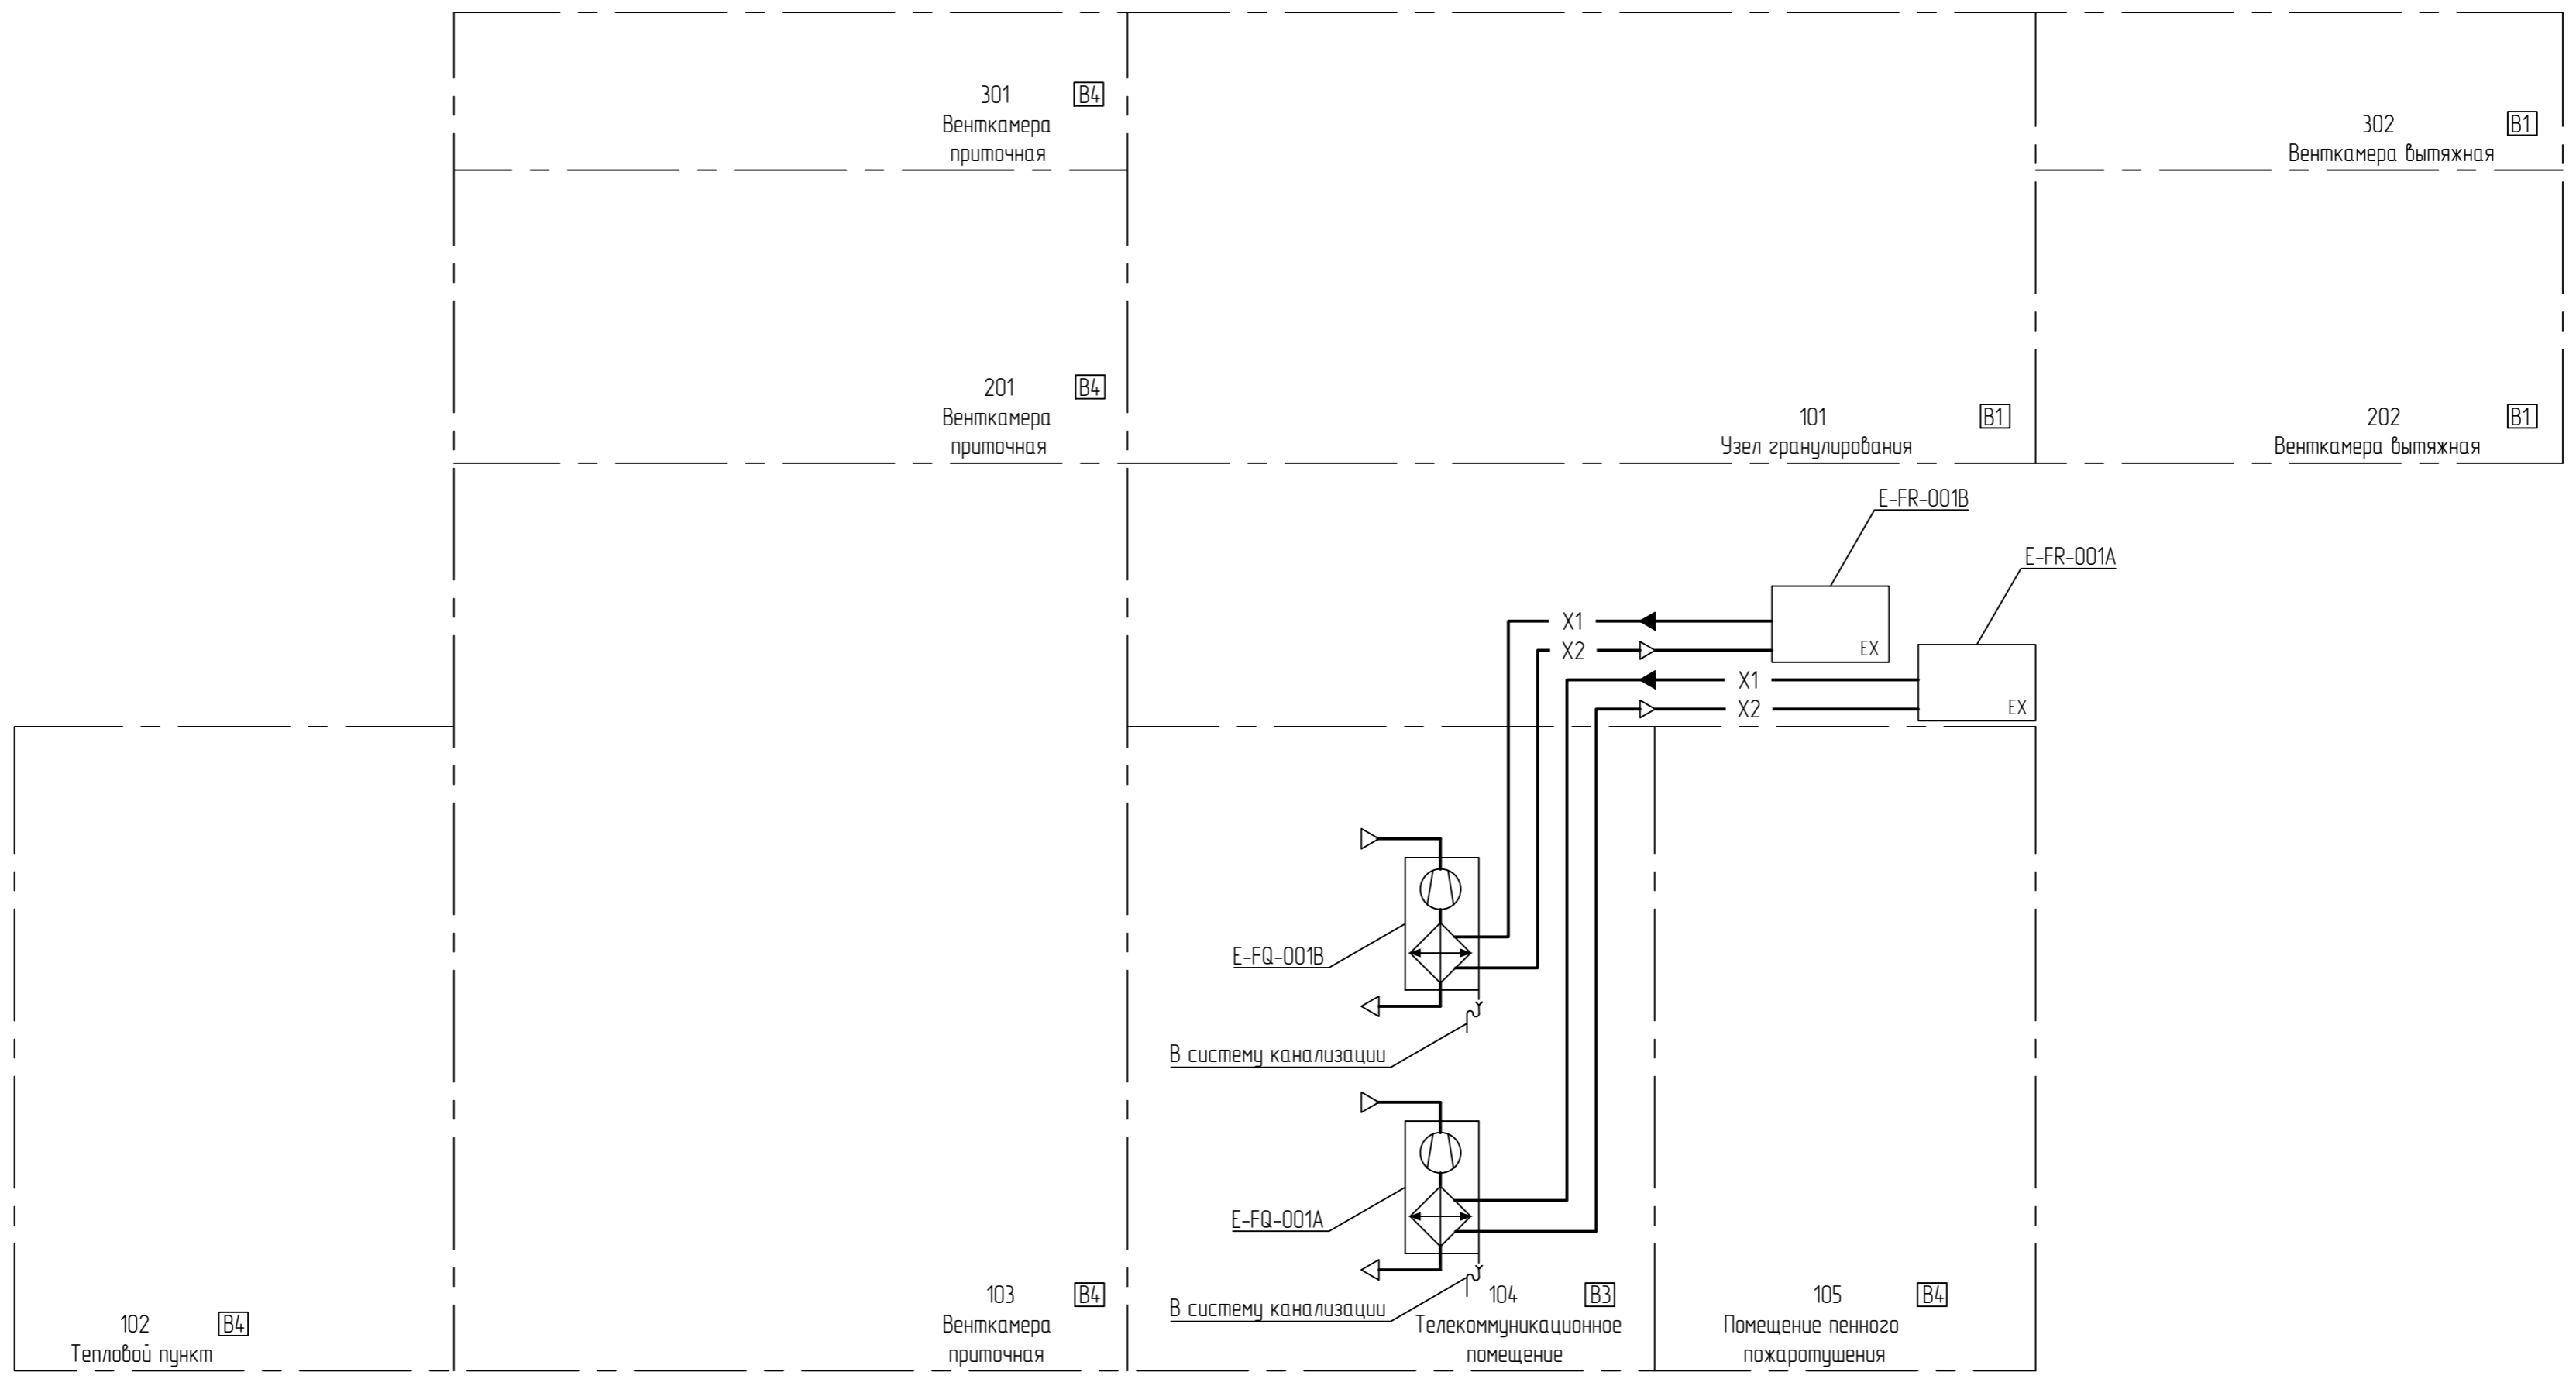 301
В4
Венткамера
приточная
302
В1
Венткамера вытяжная
201
В4
Венткамера
приточная
101
В1
Узел гранулирования
202
В1
Венткамера вытяжная
E-FR-001B
E-FR-001A
X1
X2
EX
X1
X2
EX
E-FQ-001B
В систему канализации
E-FQ-001A
В систему канализации
102
В4
Тепловой пункт
103
В4
Венткамера
приточная
104
В3
Телекоммуникационное
помещение
105
В4
Помещение пенного
пожаротушения